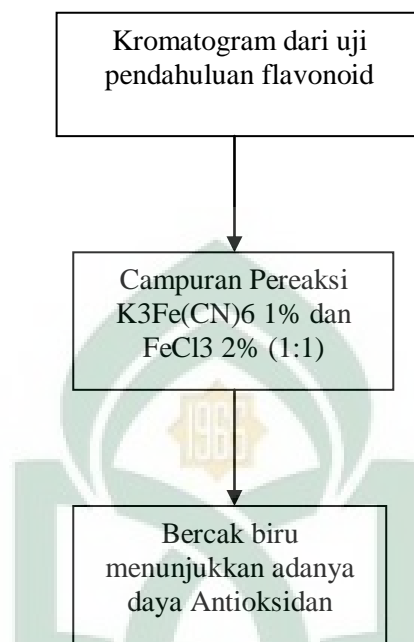 Kromatogram dari uji
pendahuluan flavonoid
Campuran Pereaksi
K3Fe(CN)6 1% dan
FeCl3 2% (1:1)
1965
Bercak biru
menunjukkan adanya
daya Antioksidan